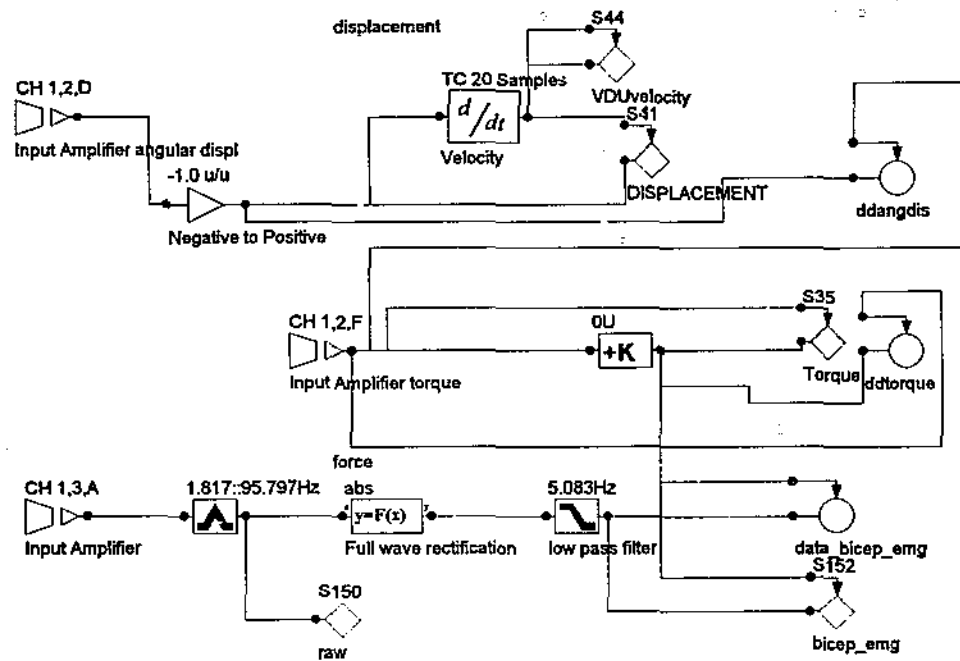 displacement
S44
CH 1,2,D
TC 20 Samples
d/dt
VDUvelocity
S41
Input Amplifier angular displ
Velocity
-1.0 u/u
DISPLACEMENT
ddangdis
Negative to Positive
S35
CH 1,2,F
0U
+K
Input Amplifier torque
Torque
ddtorque
force
CH 1,3,A
1.817::95.797Hz
abs
5.083Hz
x
y=F(x)
y
Input Amplifier
Full wave rectification
low pass filter
data_bicep_emg
S152
S150
bicep_emg
raw